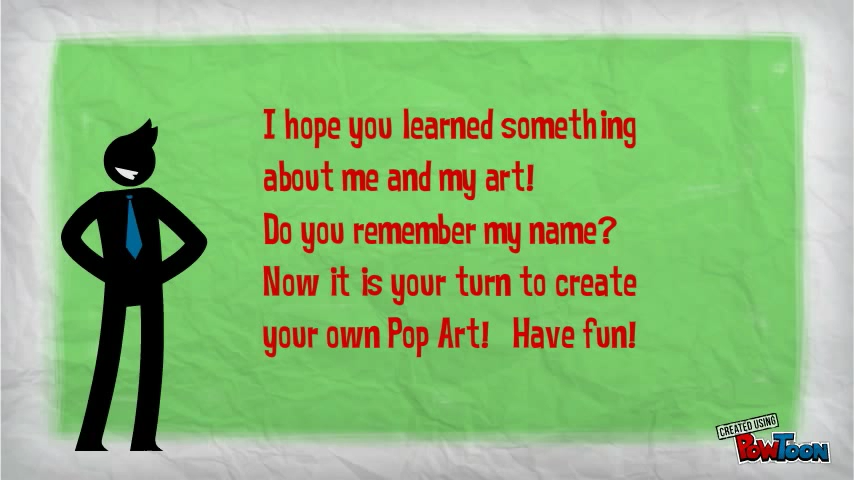 I hope you learned something
about me and my art!
Do you remember my name?
Now it is your turn to create
your own Pop Art! Have fun!
CREATED USING
PowToon